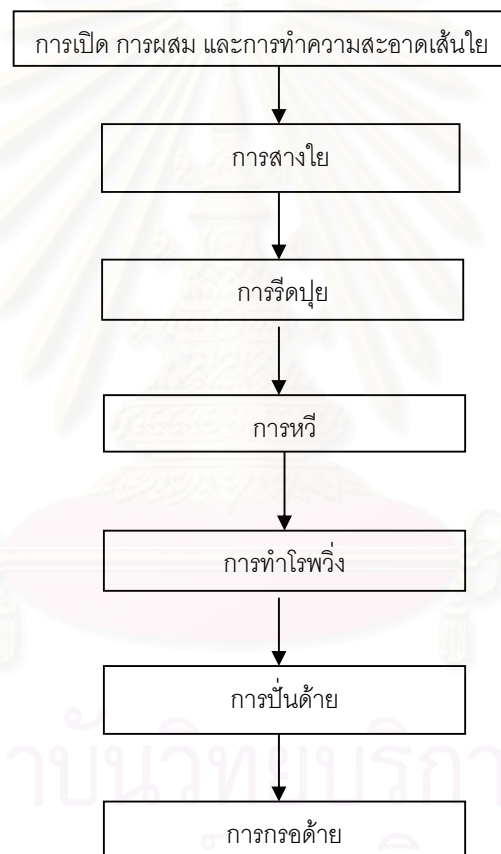 การเปิด การผสม และการทำความสะอาดเส้นใย
การสางใย
การรีดปุย
การหวี
การทำโรพวิ่ง
การปั่นด้าย
การกรอด้าย